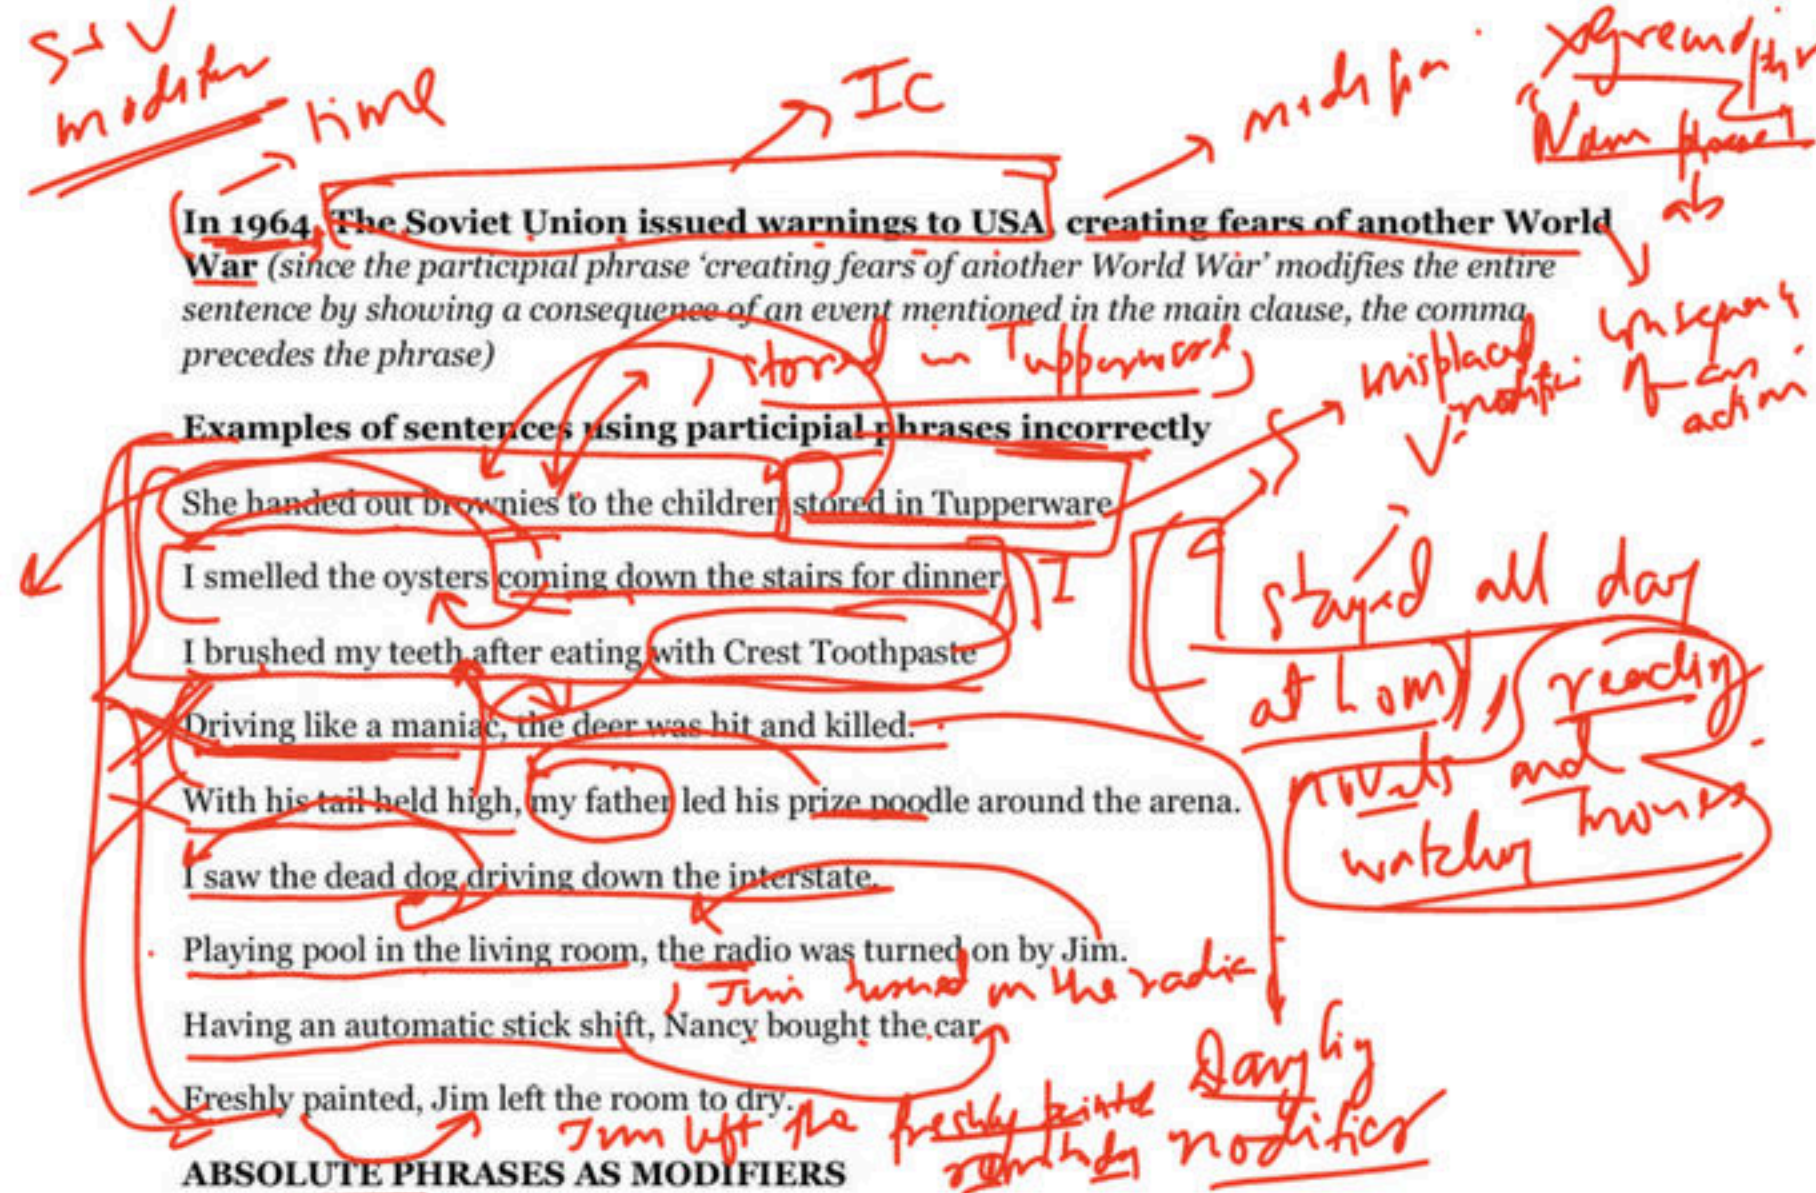 S+V
modifier
time
IC
modifier
Noun phrase
In 1964, The Soviet Union issued warnings to USA, creating fears of another World
War (since the participial phrase ‘creating fears of another World War’ modifies the entire
sentence by showing a consequence of an event mentioned in the main clause, the comma
precedes the phrase)
consequence
of an
action
, stored in Tupperware,
misplaced
modifier
Examples of sentences using participial phrases incorrectly
She handed out brownies to the children stored in Tupperware
I smelled the oysters coming down the stairs for dinner
I
stayed all day
at home, reading
novels and
watching movies
I brushed my teeth after eating with Crest Toothpaste
Driving like a maniac, the deer was hit and killed.
With his tail held high, my father led his prize poodle around the arena.
I saw the dead dog driving down the interstate.
Playing pool in the living room, the radio was turned on by Jim.
, Jim turned on the radio
Having an automatic stick shift, Nancy bought the car
Freshly painted, Jim left the room to dry.
Jim left the freshly painted
room to dry
Dangling
modifier
ABSOLUTE PHRASES AS MODIFIERS